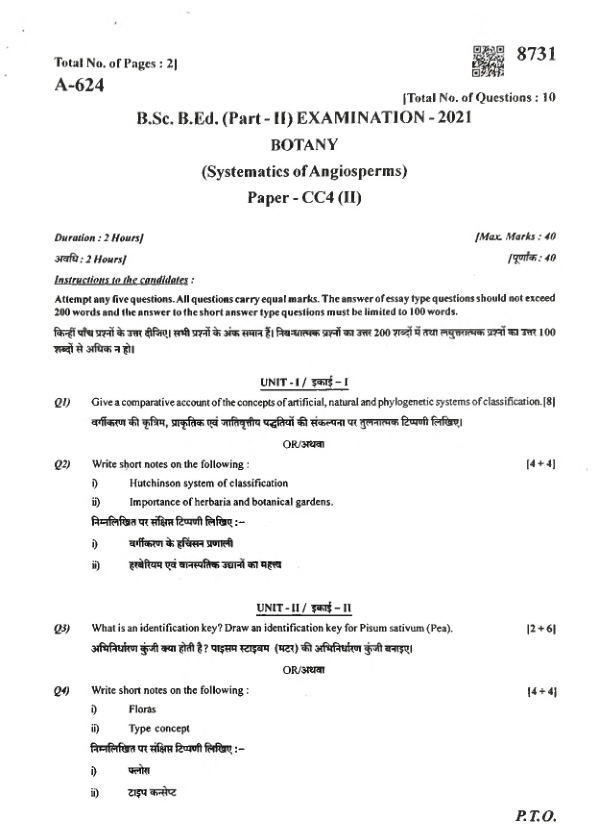 8731
Total No. of Pages : 2]
A-624
[Total No. of Questions : 10
B.Sc. B.Ed. (Part - II) EXAMINATION - 2021
BOTANY
(Systematics of Angiosperms)
Paper - CC4 (II)
Duration : 2 Hours] [Max. Marks : 40
अवधि : 2 Hours] [पूर्णांक : 40
Instructions to the candidates :
Attempt any five questions. All questions carry equal marks. The answer of essay type questions should not exceed
200 words and the answer to the short answer type questions must be limited to 100 words.
किन्हीं पाँच प्रश्नों के उत्तर दीजिए। सभी प्रश्नों के अंक समान हैं। निबन्धात्मक प्रश्नों का उत्तर 200 शब्दों में तथा लघुत्तरात्मक प्रश्नों का उत्तर 100
शब्दों से अधिक न हो।
UNIT - I / इकाई – I
Q1) Give a comparative account of the concepts of artificial, natural and phylogenetic systems of classification.[8]
वर्गीकरण की कृत्रिम, प्राकृतिक एवं जातिवृत्तीय पद्धतियों की संकल्पना पर तुलनात्मक टिप्पणी लिखिए।
OR/अथवा
Q2) Write short notes on the following : [4 + 4]
i) Hutchinson system of classification
ii) Importance of herbaria and botanical gardens.
निम्नलिखित पर संक्षिप्त टिप्पणी लिखिए :–
i) वर्गीकरण के हचिंसन प्रणाली
ii) हरबेरियम एवं वानस्पतिक उद्यानों का महत्त्व
UNIT - II / इकाई – II
Q3) What is an identification key? Draw an identification key for Pisum sativum (Pea). [2 + 6]
अभिनिर्धारण कुंजी क्या होती है? पाइसम स्टाइवम (मटर) की अभिनिर्धारण कुंजी बनाइए।
OR/अथवा
Q4) Write short notes on the following : [4 + 4]
i) Floras
ii) Type concept
निम्नलिखित पर संक्षिप्त टिप्पणी लिखिए :–
i) फ्लोरा
ii) टाइप कन्सेप्ट
P.T.O.